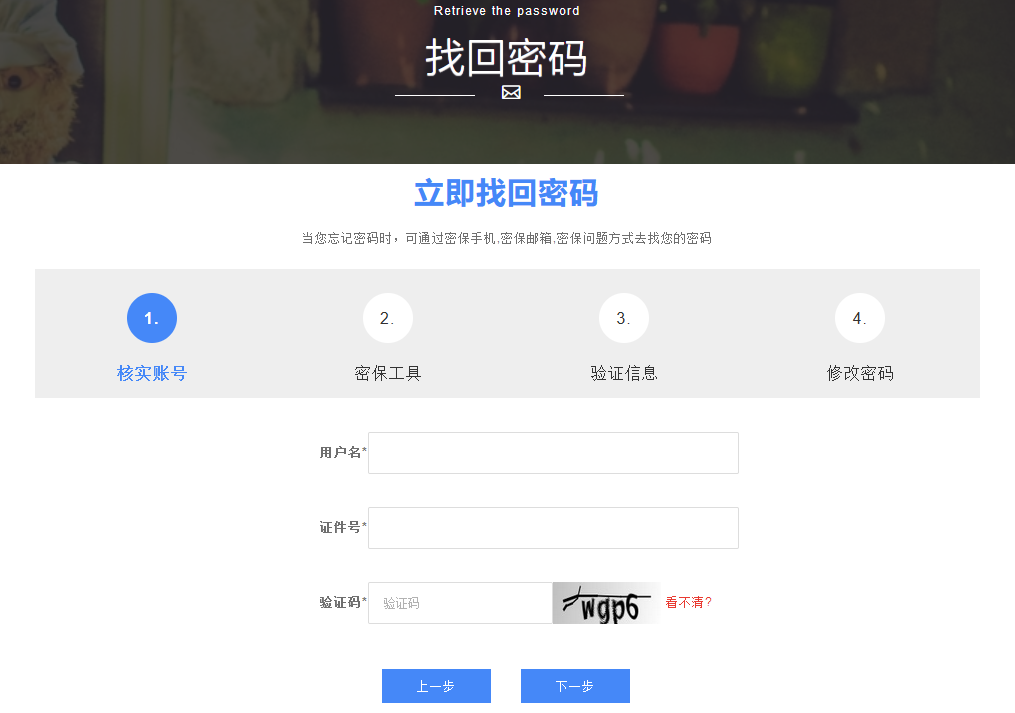 Retrieve the password
找回密码
立即找回密码
当您忘记密码时，可通过密保手机,密保邮箱,密保问题方式去找您的密码
1. 2. 3. 4.
核实账号 密保工具 验证信息 修改密码
用户名*
证件号*
验证码* 验证码 wgp6 看不清?
上一步 下一步